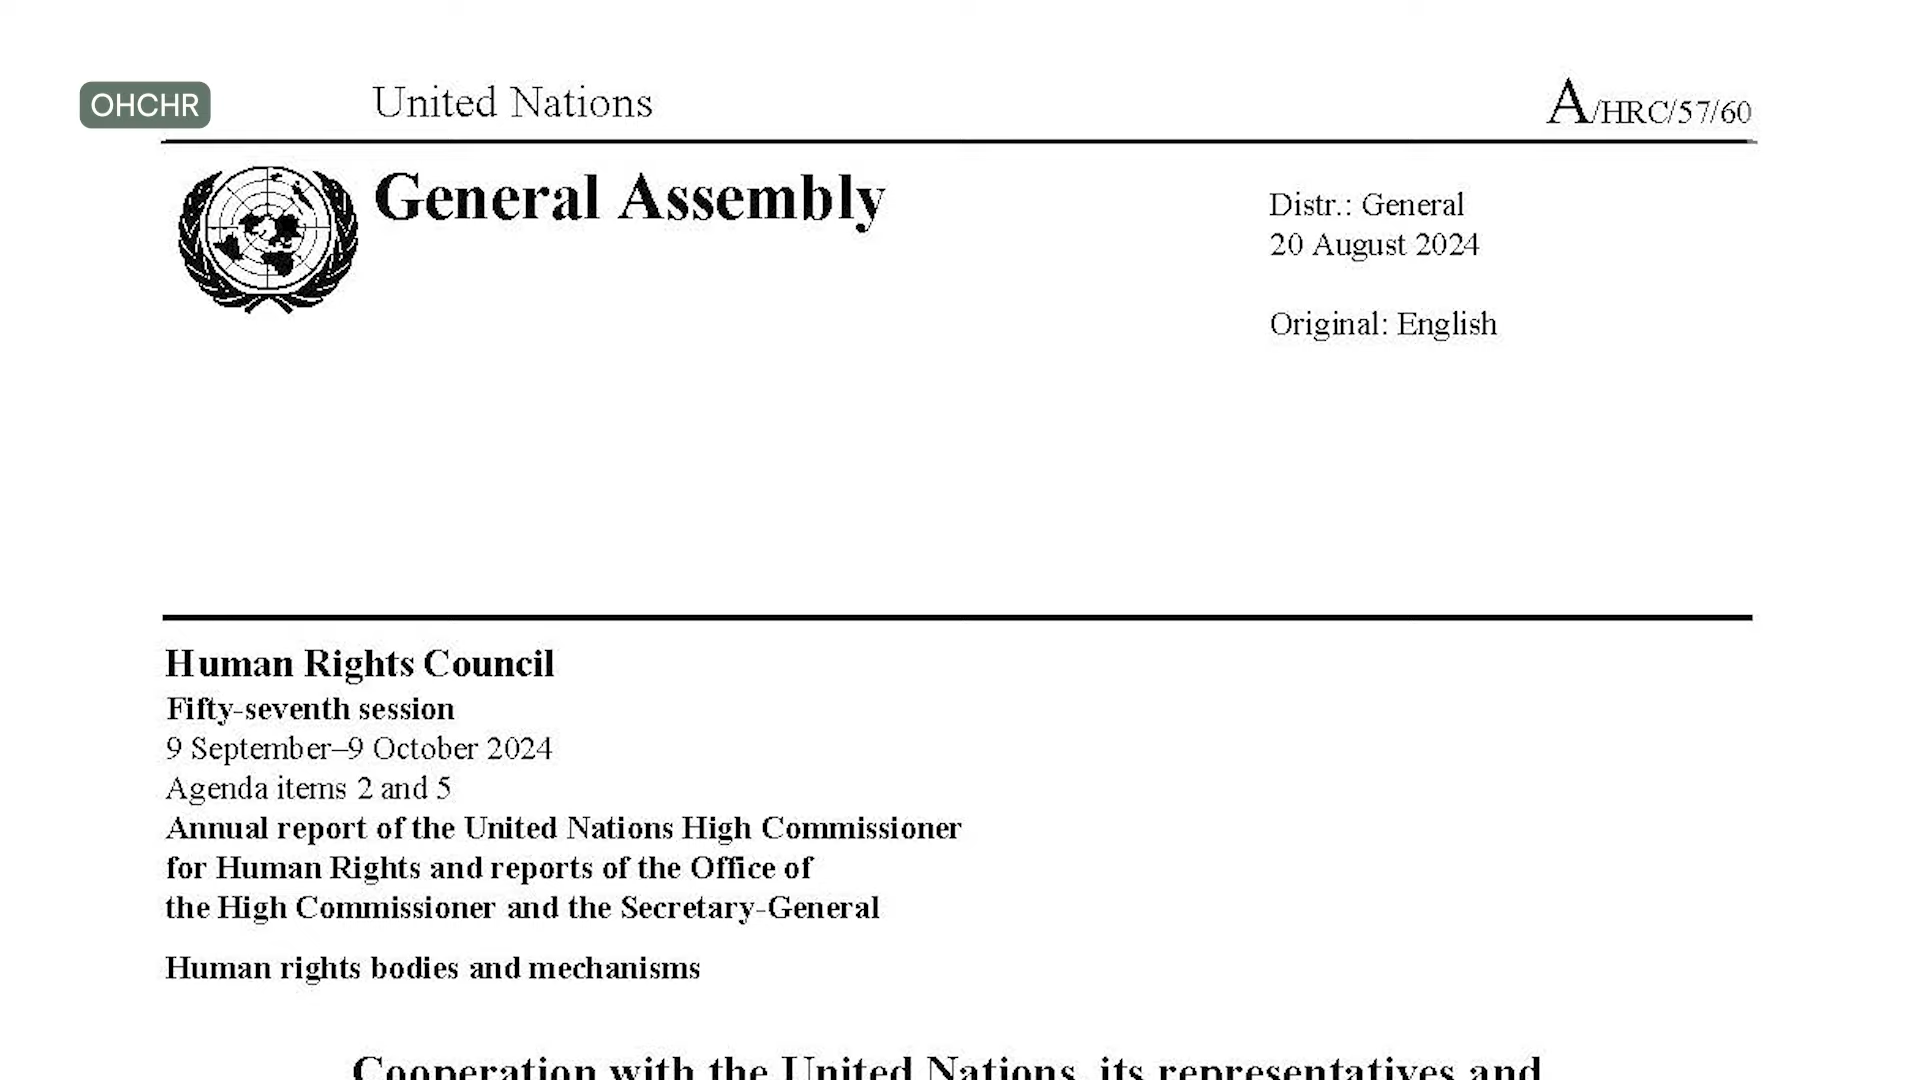 OHCHR
United Nations
A/HRC/57/60
General Assembly
Distr.: General
20 August 2024
Original: English
Human Rights Council
Fifty-seventh session
9 September–9 October 2024
Agenda items 2 and 5
Annual report of the United Nations High Commissioner
for Human Rights and reports of the Office of
the High Commissioner and the Secretary-General
Human rights bodies and mechanisms
Cooperation with the United Nations, its representatives and